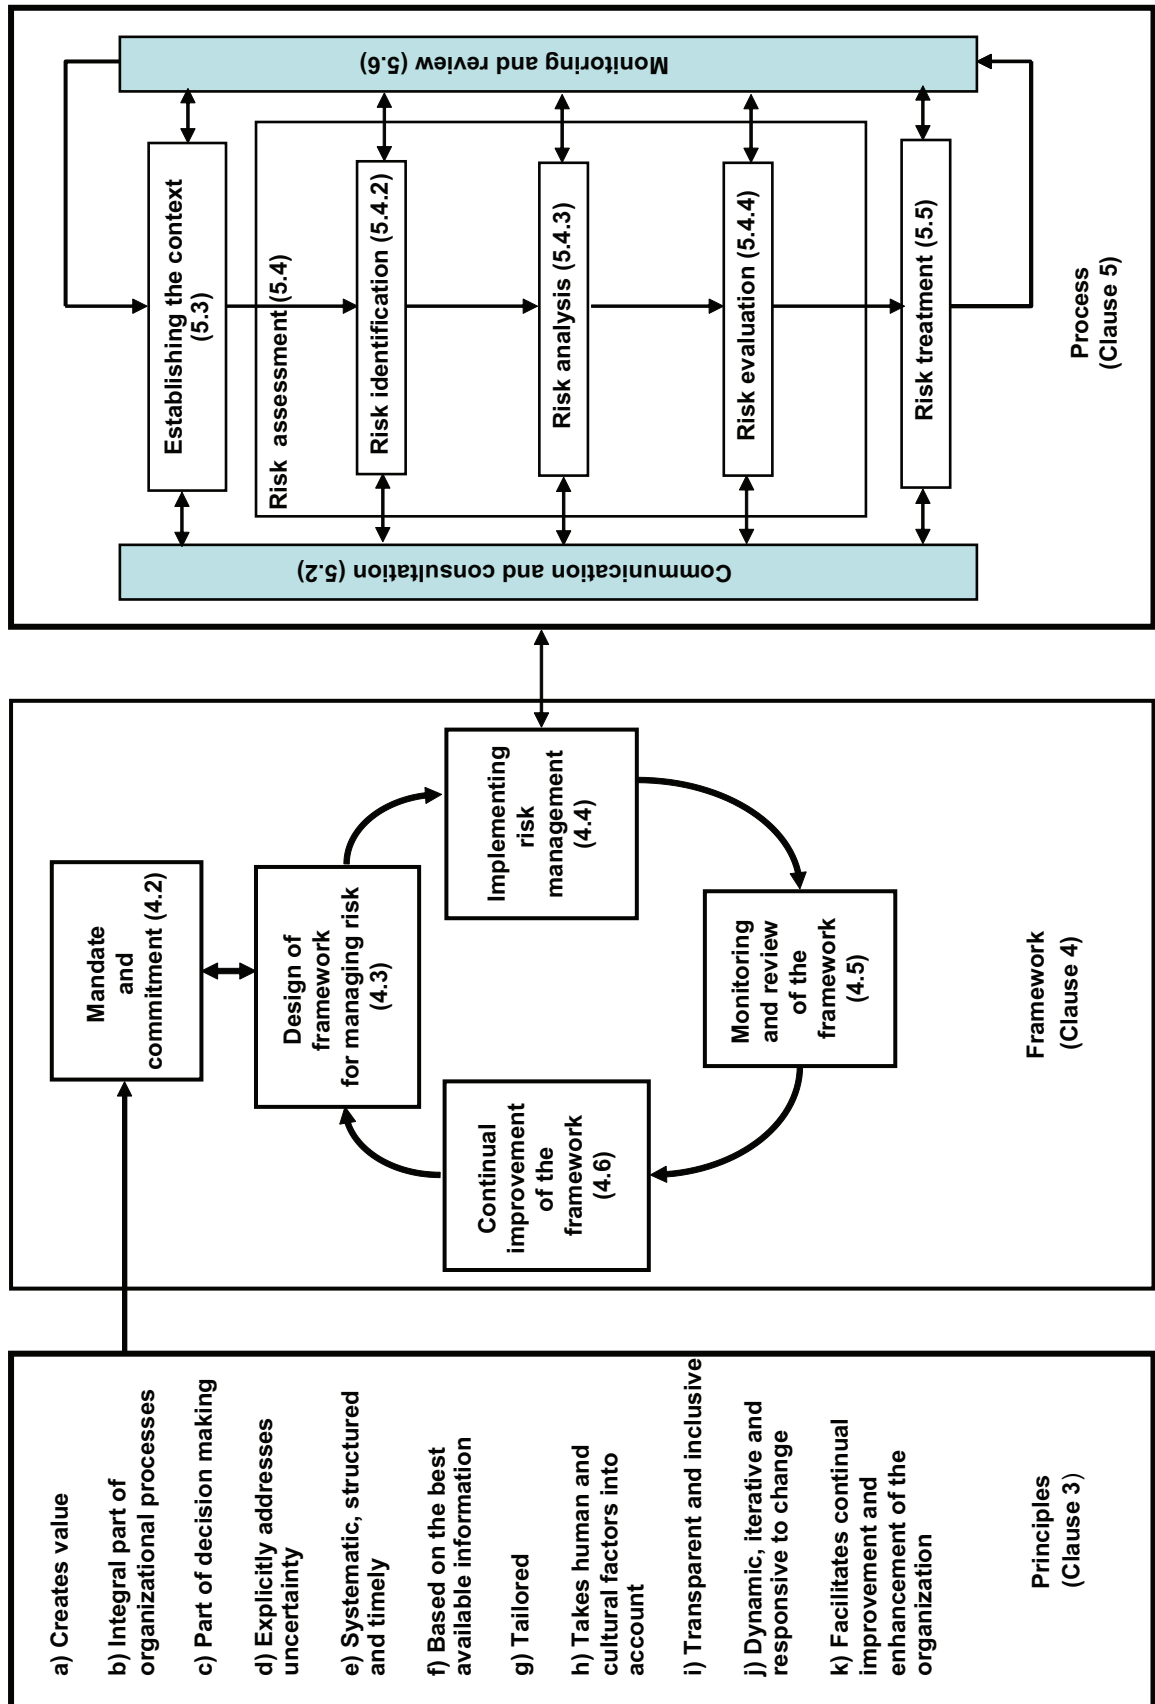 a) Creates value
b) Integral part of
organizational processes
c) Part of decision making
d) Explicitly addresses
uncertainty
e) Systematic, structured
and timely
f) Based on the best
available information
g) Tailored
h) Takes human and
cultural factors into
account
i) Transparent and inclusive
j) Dynamic, iterative and
responsive to change
k) Facilitates continual
improvement and
enhancement of the
organization
Principles
(Clause 3)
Mandate
and
commitment (4.2)
Design of
framework
for managing risk
(4.3)
Implementing
risk
management
(4.4)
Monitoring
and review
of the
framework
(4.5)
Continual
improvement
of the
framework
(4.6)
Framework
(Clause 4)
Communication and consultation (5.2)
Establishing the context
(5.3)
Risk assessment (5.4)
Risk identification (5.4.2)
Risk analysis (5.4.3)
Risk evaluation (5.4.4)
Risk treatment (5.5)
Monitoring and review (5.6)
Process
(Clause 5)